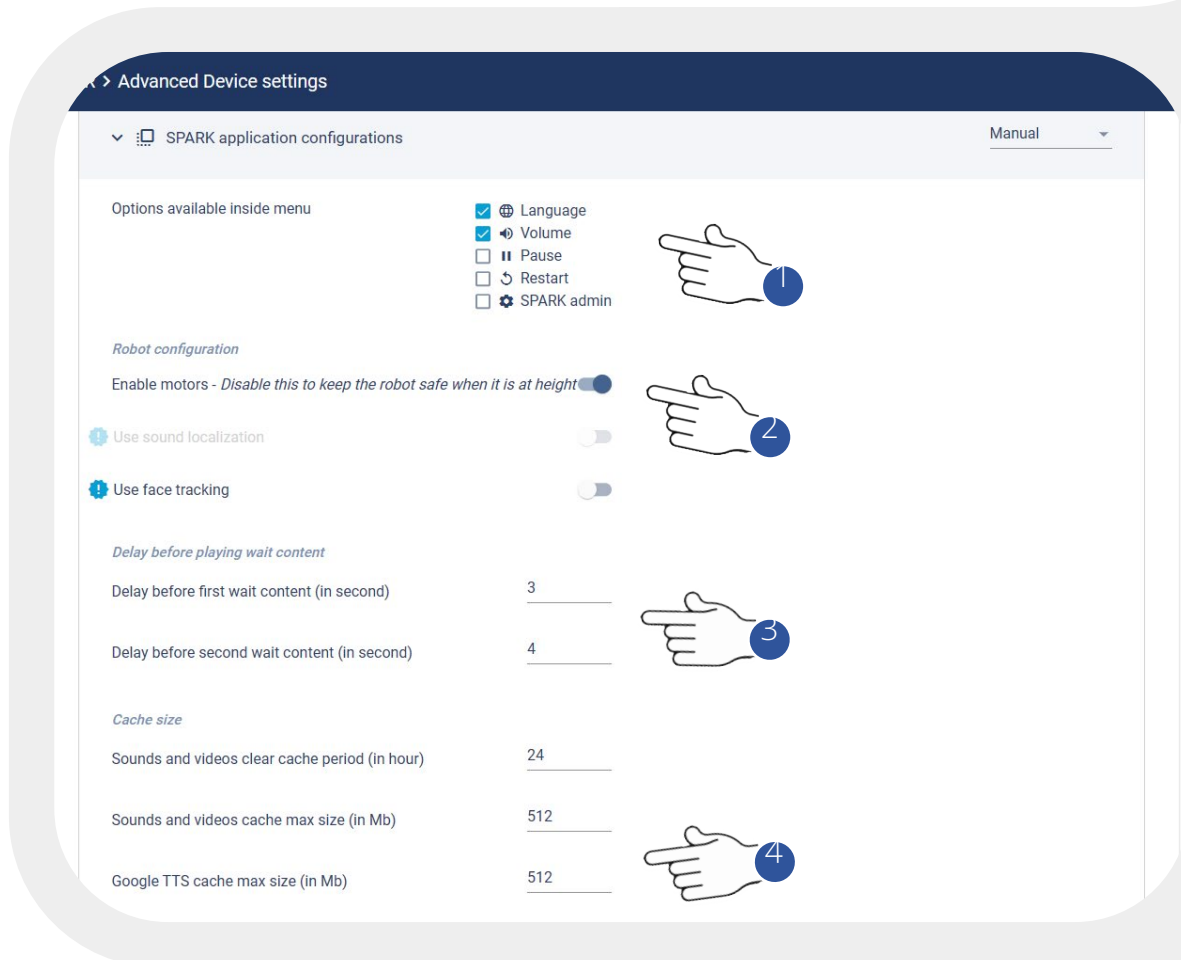 > Advanced Device settings
SPARK application configurations
Manual
Options available inside menu
Language
Volume
Pause
Restart
SPARK admin
1
Robot configuration
Enable motors - Disable this to keep the robot safe when it is at height
2
Use sound localization
Use face tracking
Delay before playing wait content
Delay before first wait content (in second)
3
3
Delay before second wait content (in second)
4
Cache size
Sounds and videos clear cache period (in hour)
24
Sounds and videos cache max size (in Mb)
512
4
Google TTS cache max size (in Mb)
512